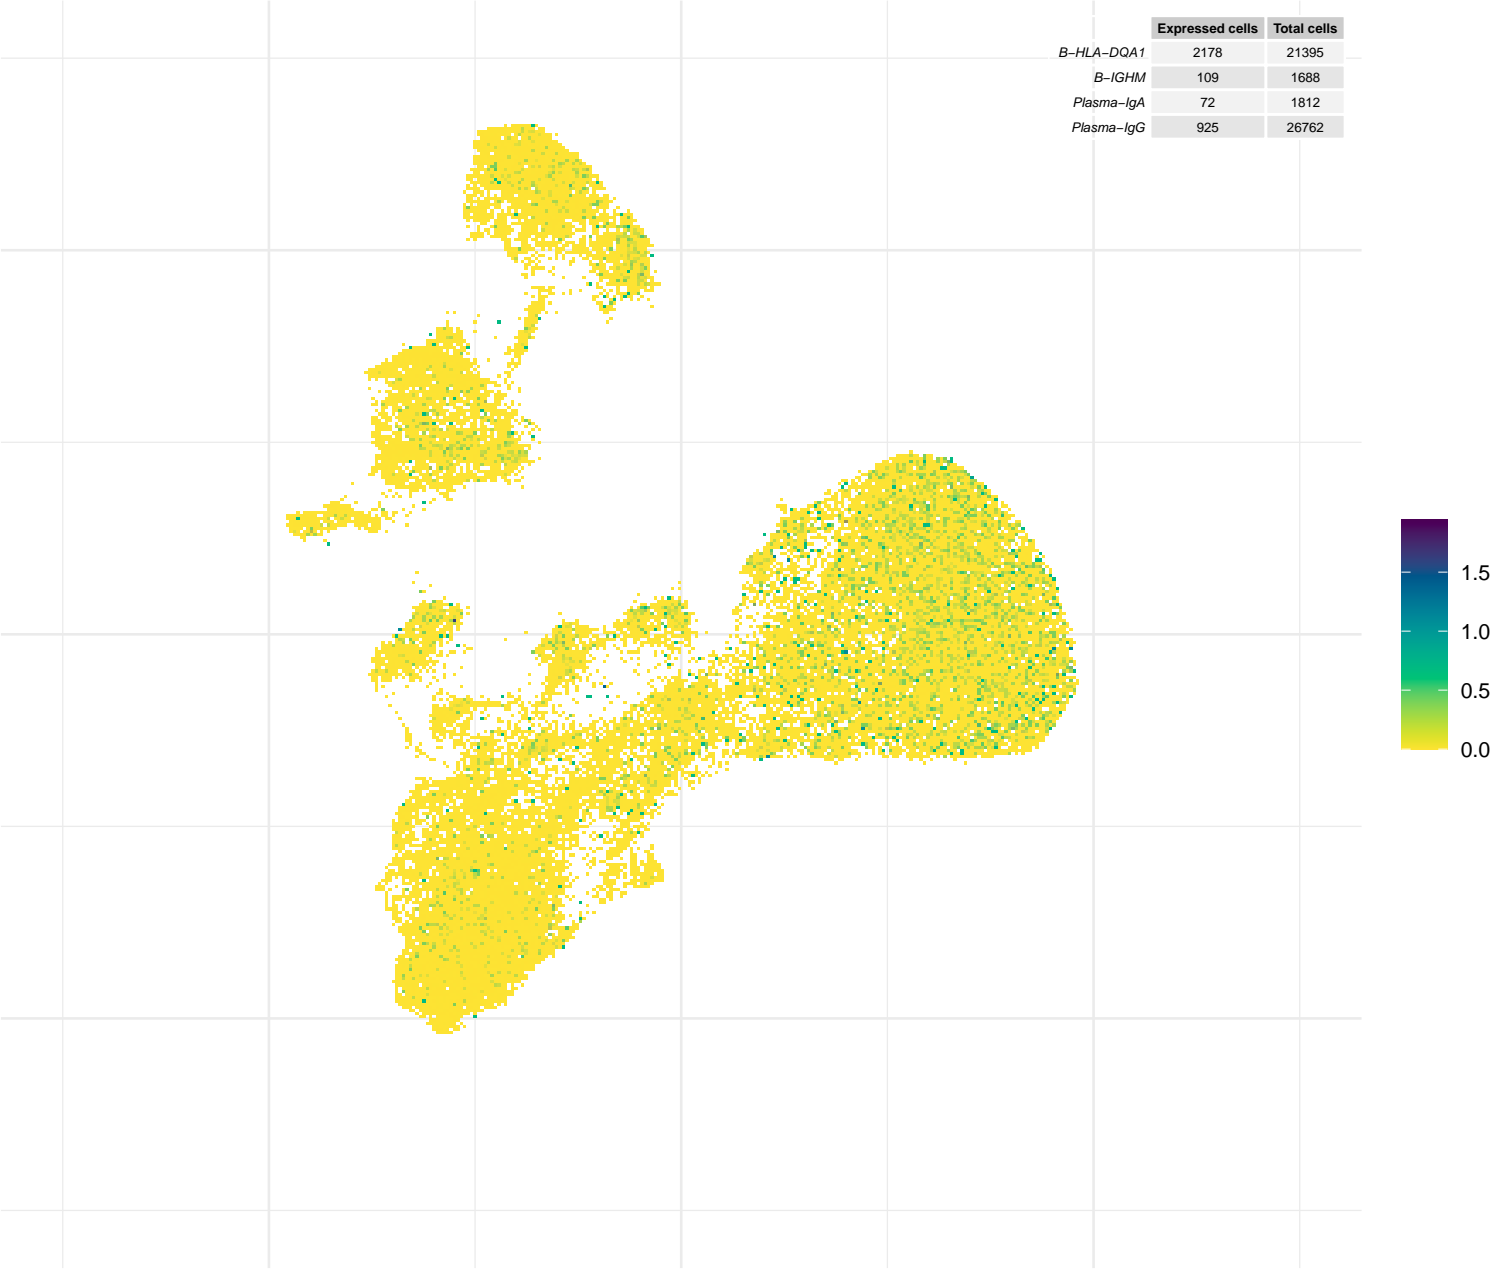 Expressed cells Total cells
B−HLA−DQA1 2178 21395
B−IGHM 109 1688
Plasma−IgA 72 1812
Plasma−IgG 925 26762
1.5
1.0
0.5
0.0